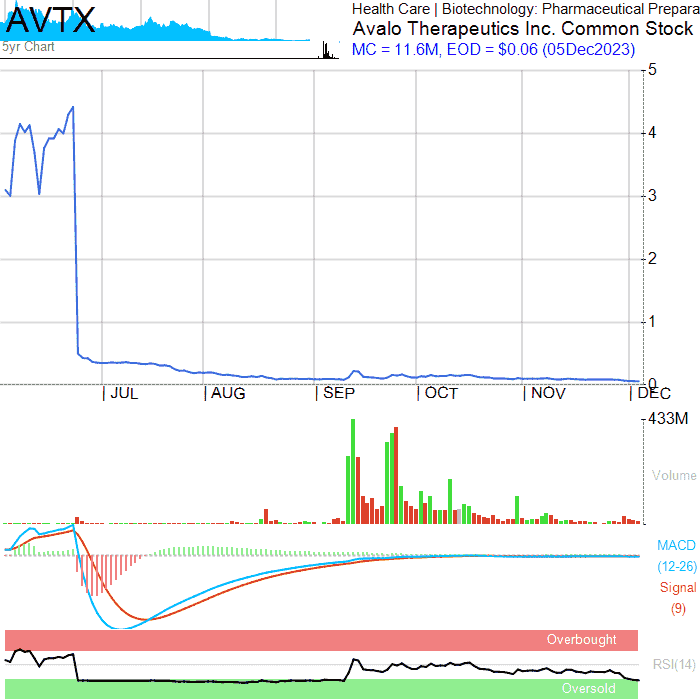 AVTX
5yr Chart
Health Care | Biotechnology: Pharmaceutical Prepara
Avalo Therapeutics Inc. Common Stock
MC = 11.6M, EOD = $0.06 (05Dec2023)
5
4
3
2
1
0
| JUL
| AUG
| SEP
| OCT
| NOV
| DEC
433M
Volume
MACD
(12-26)
Signal
(9)
Overbought
RSI(14)
Oversold